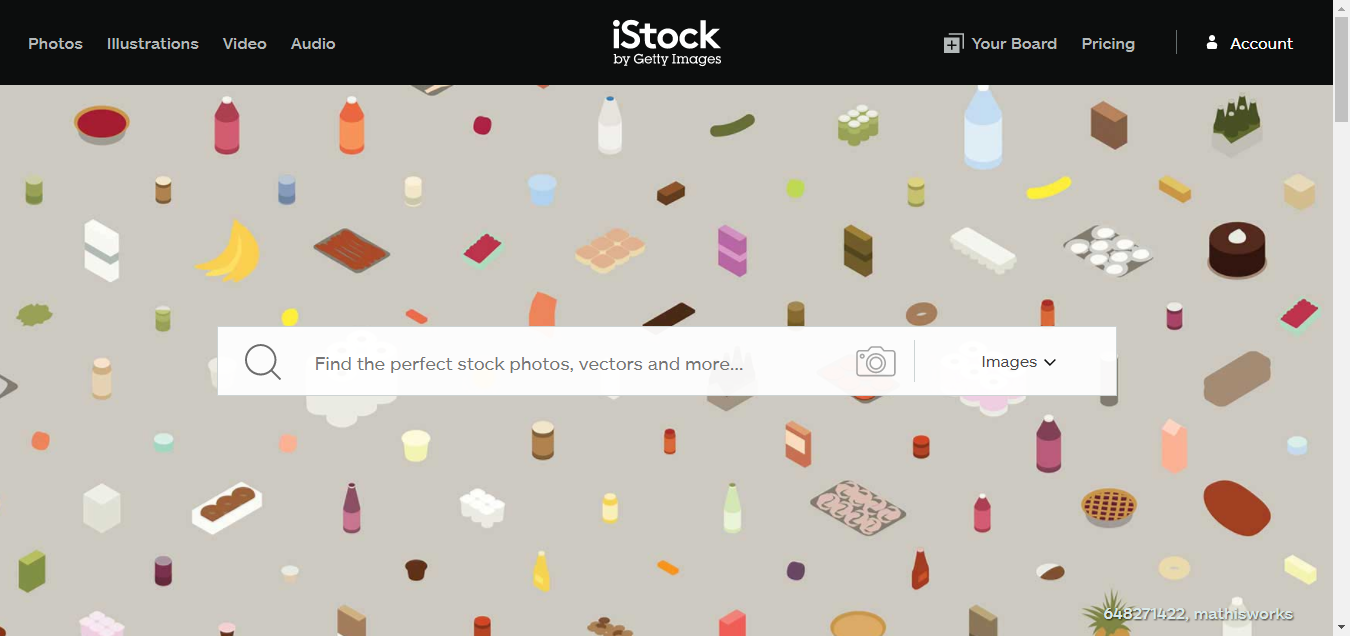 Photos Illustrations Video Audio
iStock
by Getty Images
Your Board Pricing Account
Find the perfect stock photos, vectors and more...
Images
648271422, mathisworks